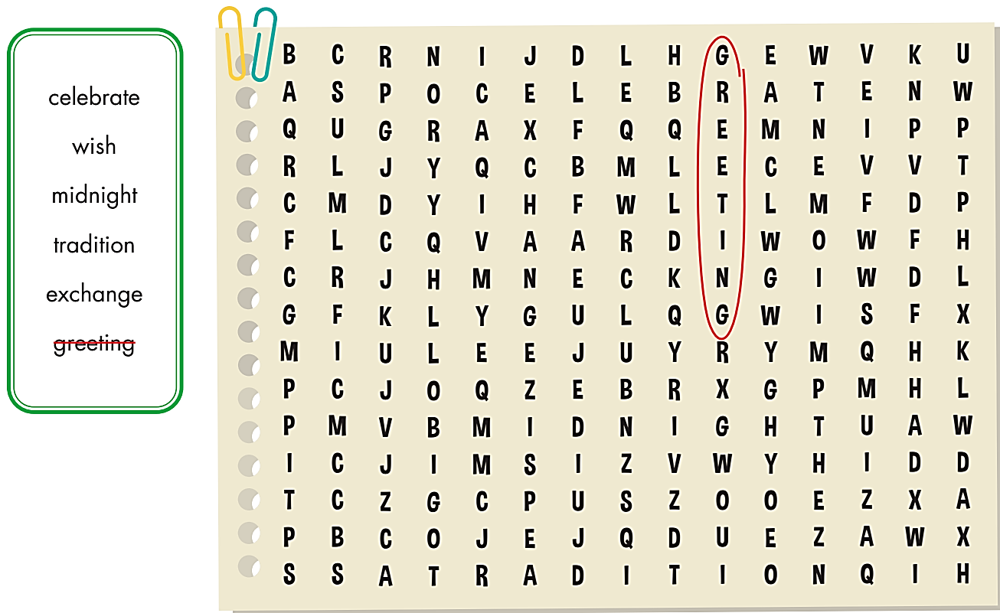 celebrate
wish
midnight
tradition
exchange
greeting
B C R N I J D L H G E W V K U
A S P O C E L E B R A T E N W
Q U G R A X F Q Q E M N I P P
R L J Y Q C B M L E C E V V T
C M D Y I H F W L T L M F D P
F L C Q V A A R D I W O W F H
C R J H M N E C K N G I W D L
G F K L Y G U L Q G W I S F X
M I U L E E J U Y R Y M Q H K
P C J O Q Z E B R X G P M H L
P M V B M I D N I G H T U A W
I C J I M S I Z V W Y H I D D
T C Z G C P U S Z O O E Z X A
P B C O J E J Q D U E Z A W X
S S A T R A D I T I O N Q I H